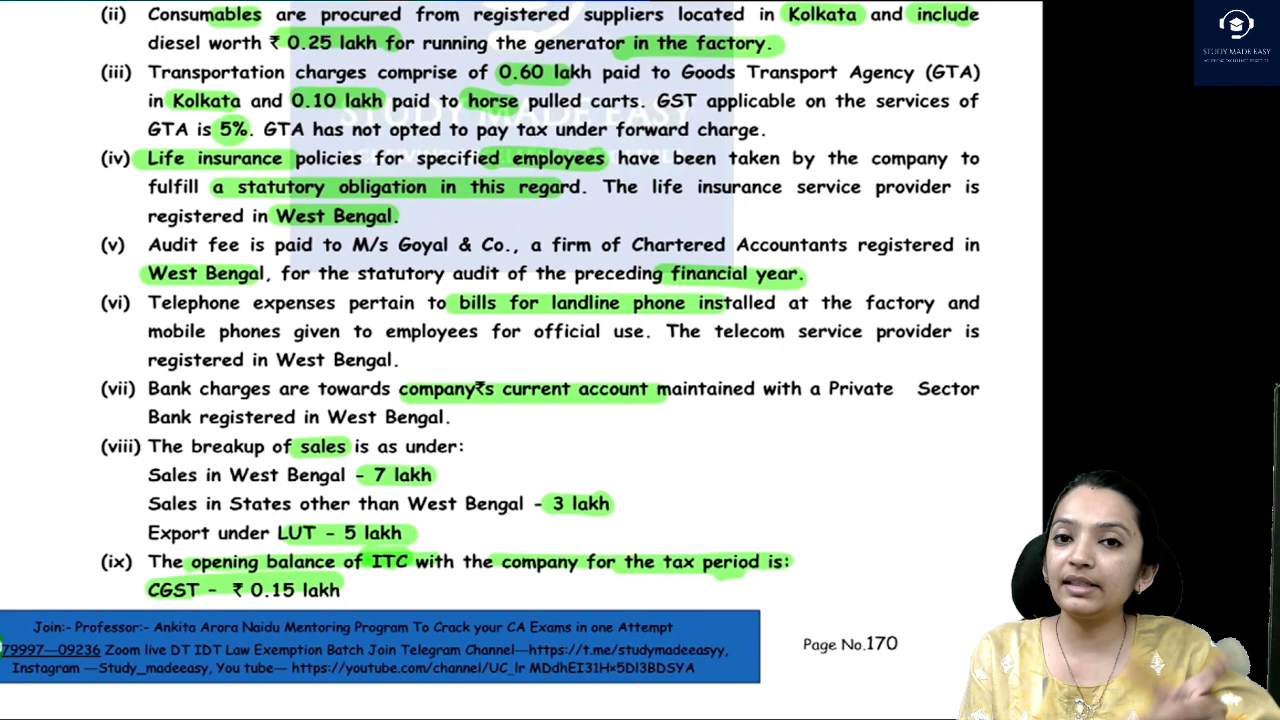 (ii) Consumables are procured from registered suppliers located in Kolkata and include
diesel worth ₹ 0.25 lakh for running the generator in the factory.
(iii) Transportation charges comprise of 0.60 lakh paid to Goods Transport Agency (GTA)
in Kolkata and 0.10 lakh paid to horse pulled carts. GST applicable on the services of
GTA is 5%. GTA has not opted to pay tax under forward charge.
(iv) Life insurance policies for specified employees have been taken by the company to
fulfill a statutory obligation in this regard. The life insurance service provider is
registered in West Bengal.
(v) Audit fee is paid to M/s Goyal & Co., a firm of Chartered Accountants registered in
West Bengal, for the statutory audit of the preceding financial year.
(vi) Telephone expenses pertain to bills for landline phone installed at the factory and
mobile phones given to employees for official use. The telecom service provider is
registered in West Bengal.
(vii) Bank charges are towards company₹s current account maintained with a Private Sector
Bank registered in West Bengal.
(viii) The breakup of sales is as under:
Sales in West Bengal - 7 lakh
Sales in States other than West Bengal - 3 lakh
Export under LUT - 5 lakh
(ix) The opening balance of ITC with the company for the tax period is:
CGST - ₹ 0.15 lakh
Join:- Professor:- Ankita Arora Naidu Mentoring Program To Crack your CA Exams in one Attempt
79997—09236 Zoom live DT IDT Law Exemption Batch Join Telegram Channel—https://t.me/studymadeeasyy,
Instagram —Study_madeeasy, You tube— https://youtube.com/channel/UC_lr MDdhEI31H×5Dl3BDSYA
Page No.170
STUDY MADE EASY
STUDY MADE EASY